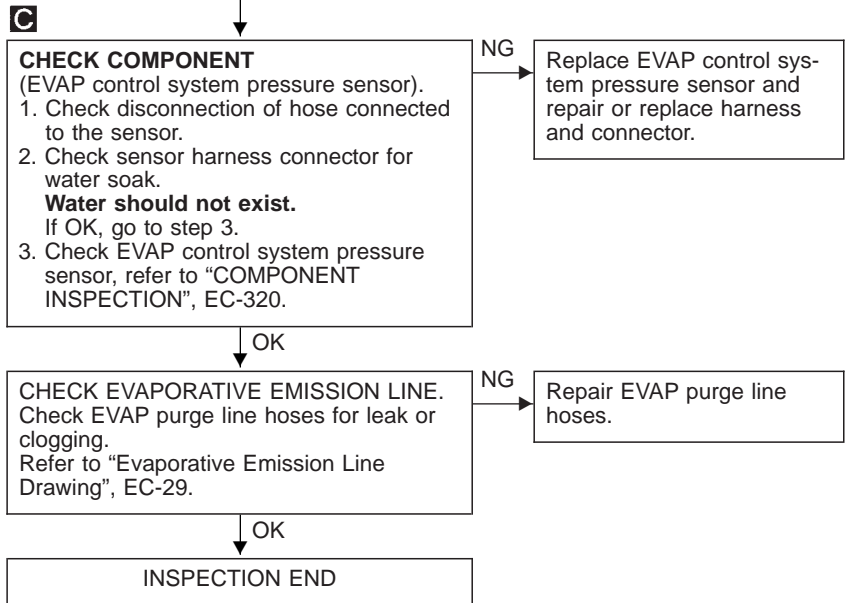 C
CHECK COMPONENT
(EVAP control system pressure sensor).
1. Check disconnection of hose connected
to the sensor.
2. Check sensor harness connector for
water soak.
Water should not exist.
If OK, go to step 3.
3. Check EVAP control system pressure
sensor, refer to “COMPONENT
INSPECTION”, EC-320.
NG
Replace EVAP control sys-
tem pressure sensor and
repair or replace harness
and connector.
OK
CHECK EVAPORATIVE EMISSION LINE.
Check EVAP purge line hoses for leak or
clogging.
Refer to “Evaporative Emission Line
Drawing”, EC-29.
NG
Repair EVAP purge line
hoses.
OK
INSPECTION END